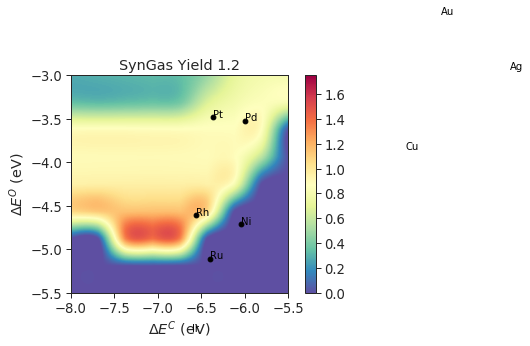 Au
SynGas Yield 1.2
Ag
−3.0
−3.5
−4.0
−4.5
−5.0
−5.5
ΔE^O (eV)
Pt
Pd
Cu
Rh
Ni
Ru
1.6
1.4
1.2
1.0
0.8
0.6
0.4
0.2
0.0
−8.0 −7.5 −7.0 −6.5 −6.0 −5.5
ΔE^C (eV)
Ir